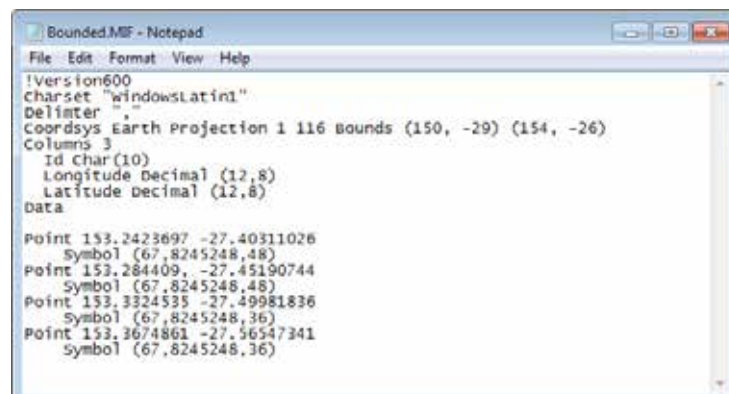 Bounded.MIF - Notepad
File Edit Format View Help
!Version600
Charset "WindowsLatin1"
Delimter ","
Coordsys Earth Projection 1 116 Bounds (150, -29) (154, -26)
Columns 3
Id Char(10)
Longitude Decimal (12,8)
Latitude Decimal (12,8)
Data
Point 153.2423697 -27.40311026
Symbol (67,8245248,48)
Point 153.284409, -27.45190744
Symbol (67,8245248,48)
Point 153.3324535 -27.49981836
Symbol (67,8245248,36)
Point 153.3674861 -27.56547341
Symbol (67,8245248,36)